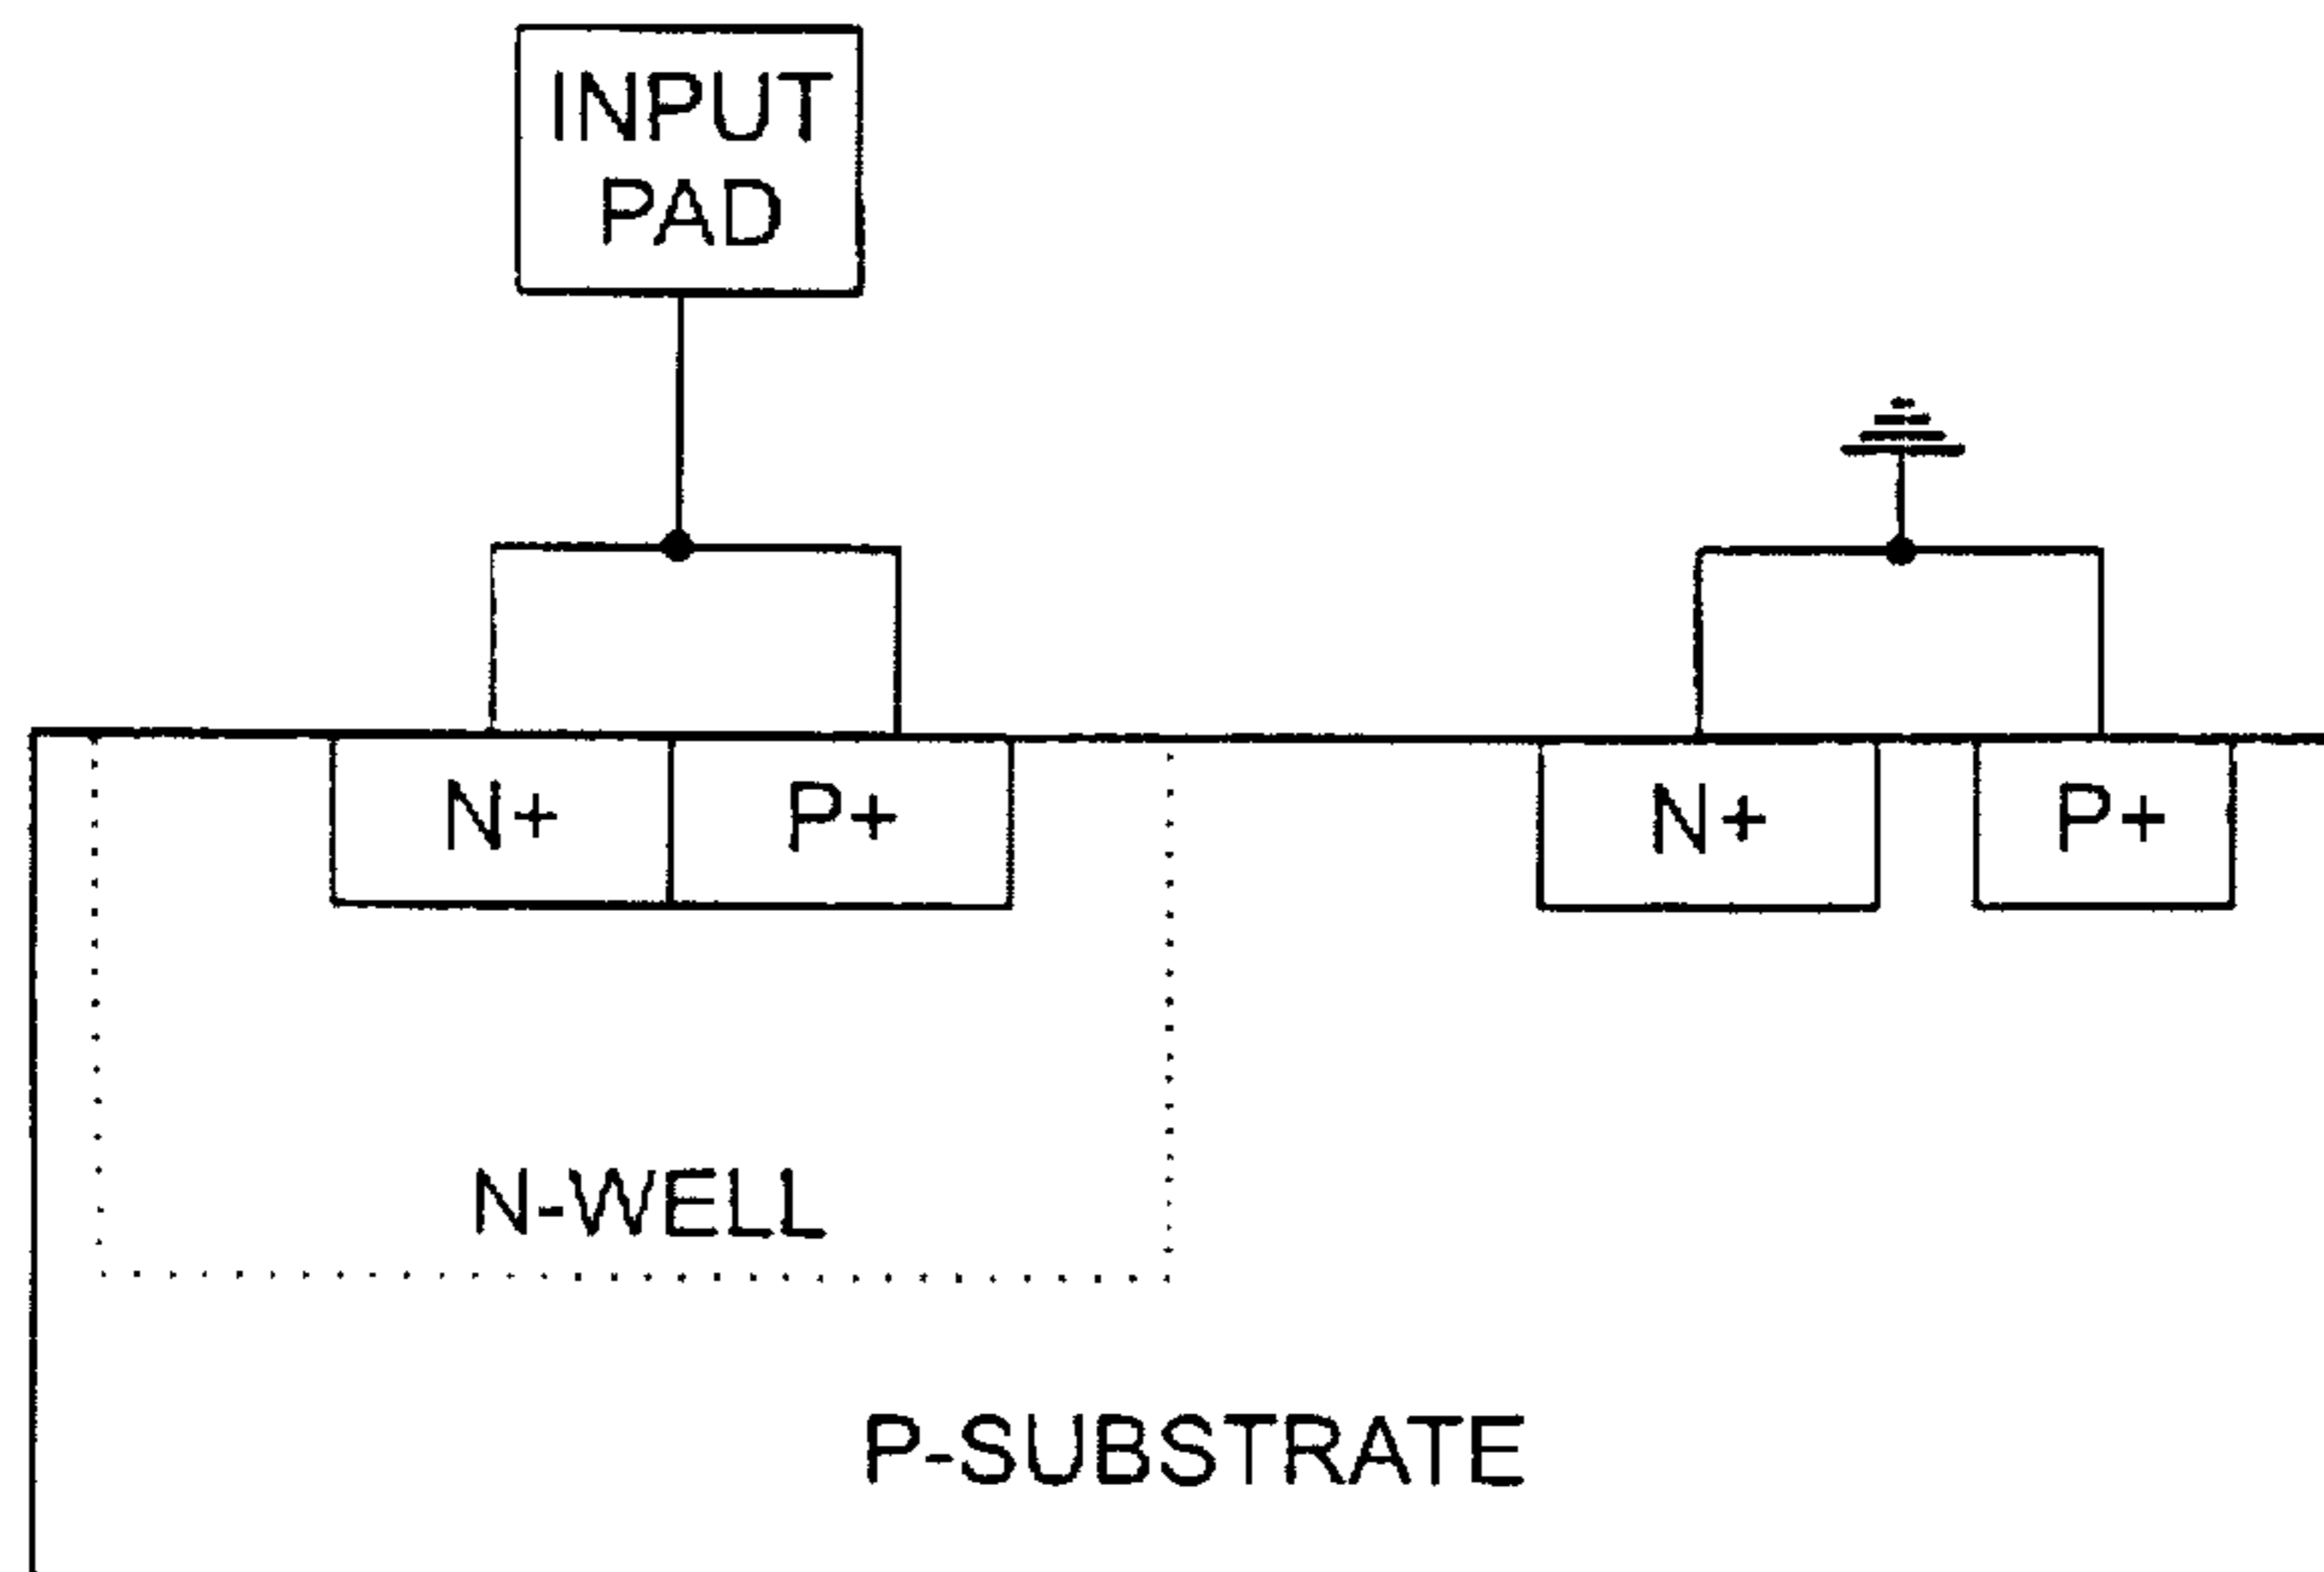 INPUT
PAD
N+ P+ N+ P+
N-WELL
P-SUBSTRATE